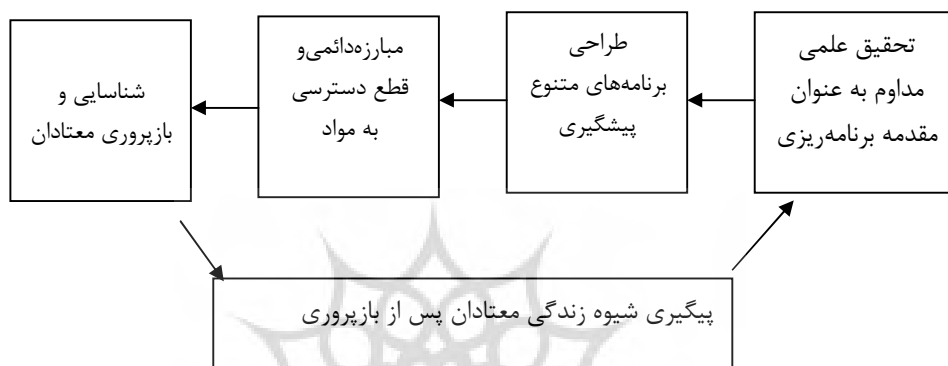 تحقیق علمی
مداوم به عنوان
مقدمه برنامه‌ریزی
طراحی
برنامه‌های متنوع
پیشگیری
مبارزه‌دائمی‌و
قطع دسترسی
به مواد
شناسایی و
بازپروری معتادان
پیگیری شیوه زندگی معتادان پس از بازپروری